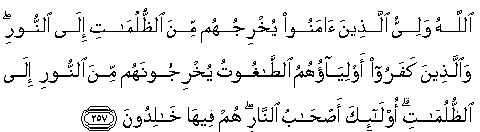 ٱللَّهُ وَلِىُّ ٱلَّذِينَ ءَامَنُوا۟ يُخْرِجُهُم مِّنَ ٱلظُّلُمَـٰتِ إِلَى ٱلنُّورِ ۖ
وَٱلَّذِينَ كَفَرُوٓا۟ أَوْلِيَآؤُهُمُ ٱلطَّـٰغُوتُ يُخْرِجُونَهُم مِّنَ ٱلنُّورِ إِلَى
ٱلظُّلُمَـٰتِ ۗ أُو۟لَـٰٓئِكَ أَصْحَـٰبُ ٱلنَّارِ ۖ هُمْ فِيهَا خَـٰلِدُونَ ٢٥٧